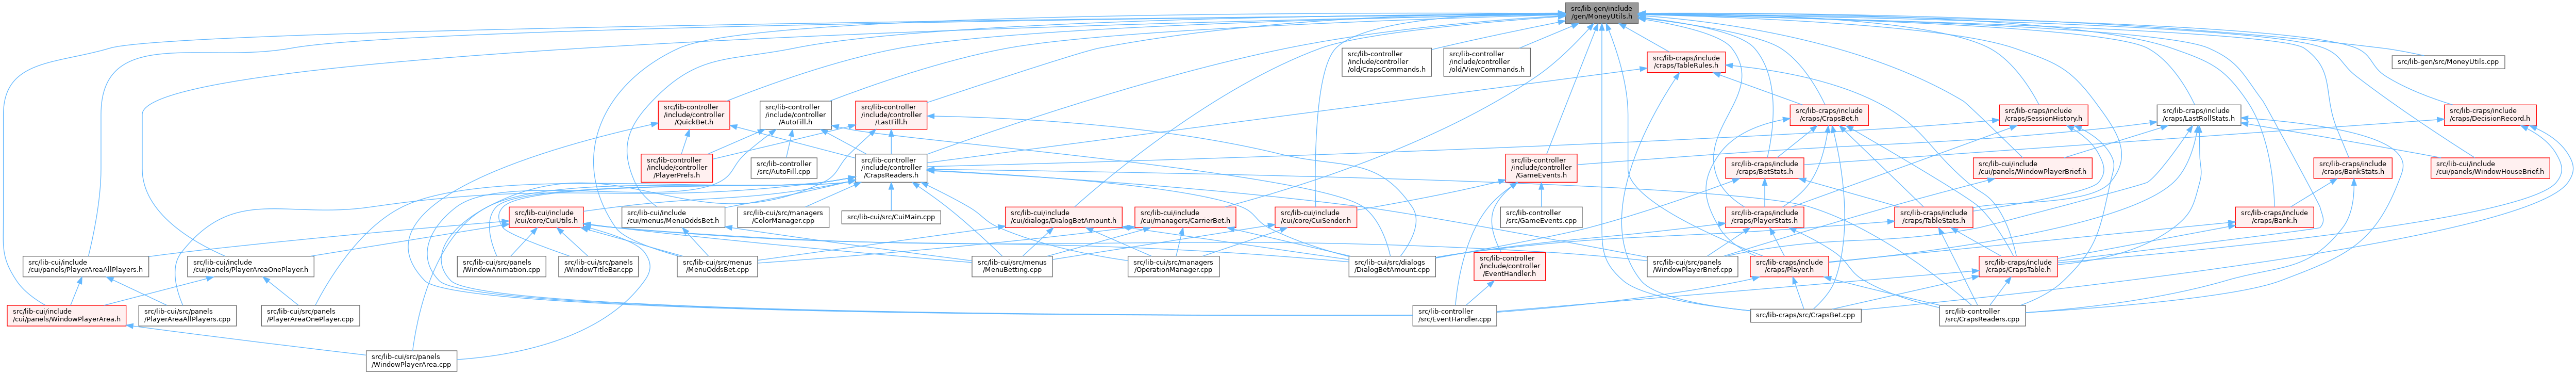 src/lib-gen/include
/gen/MoneyUtils.h
src/lib-controller
/include/controller
/old/CrapsCommands.h
src/lib-controller
/include/controller
/old/ViewCommands.h
src/lib-craps/include
/craps/TableRules.h
src/lib-gen/src/MoneyUtils.cpp
src/lib-controller
/include/controller
/QuickBet.h
src/lib-controller
/include/controller
/AutoFill.h
src/lib-controller
/include/controller
/LastFill.h
src/lib-craps/include
/craps/CrapsBet.h
src/lib-craps/include
/craps/SessionHistory.h
src/lib-craps/include
/craps/LastRollStats.h
src/lib-craps/include
/craps/DecisionRecord.h
src/lib-controller
/include/controller
/PlayerPrefs.h
src/lib-controller
/src/AutoFill.cpp
src/lib-controller
/include/controller
/CrapsReaders.h
src/lib-controller
/include/controller
/GameEvents.h
src/lib-craps/include
/craps/BetStats.h
src/lib-cui/include
/cui/panels/WindowPlayerBrief.h
src/lib-craps/include
/craps/BankStats.h
src/lib-cui/include
/cui/panels/WindowHouseBrief.h
src/lib-cui/include
/cui/core/CuiUtils.h
src/lib-cui/include
/cui/menus/MenuOddsBet.h
src/lib-cui/src/managers
/ColorManager.cpp
src/lib-cui/src/CuiMain.cpp
src/lib-cui/include
/cui/dialogs/DialogBetAmount.h
src/lib-cui/include
/cui/managers/CarrierBet.h
src/lib-cui/include
/cui/core/CuiSender.h
src/lib-controller
/src/GameEvents.cpp
src/lib-craps/include
/craps/PlayerStats.h
src/lib-craps/include
/craps/TableStats.h
src/lib-craps/include
/craps/Bank.h
src/lib-cui/include
/cui/panels/PlayerAreaAllPlayers.h
src/lib-cui/include
/cui/panels/PlayerAreaOnePlayer.h
src/lib-cui/src/panels
/WindowAnimation.cpp
src/lib-cui/src/panels
/WindowTitleBar.cpp
src/lib-cui/src/menus
/MenuOddsBet.cpp
src/lib-cui/src/menus
/MenuBetting.cpp
src/lib-cui/src/managers
/OperationManager.cpp
src/lib-cui/src/dialogs
/DialogBetAmount.cpp
src/lib-controller
/include/controller
/EventHandler.h
src/lib-cui/src/panels
/WindowPlayerBrief.cpp
src/lib-craps/include
/craps/Player.h
src/lib-craps/include
/craps/CrapsTable.h
src/lib-cui/include
/cui/panels/WindowPlayerArea.h
src/lib-cui/src/panels
/PlayerAreaAllPlayers.cpp
src/lib-cui/src/panels
/PlayerAreaOnePlayer.cpp
src/lib-controller
/src/EventHandler.cpp
src/lib-craps/src/CrapsBet.cpp
src/lib-controller
/src/CrapsReaders.cpp
src/lib-cui/src/panels
/WindowPlayerArea.cpp